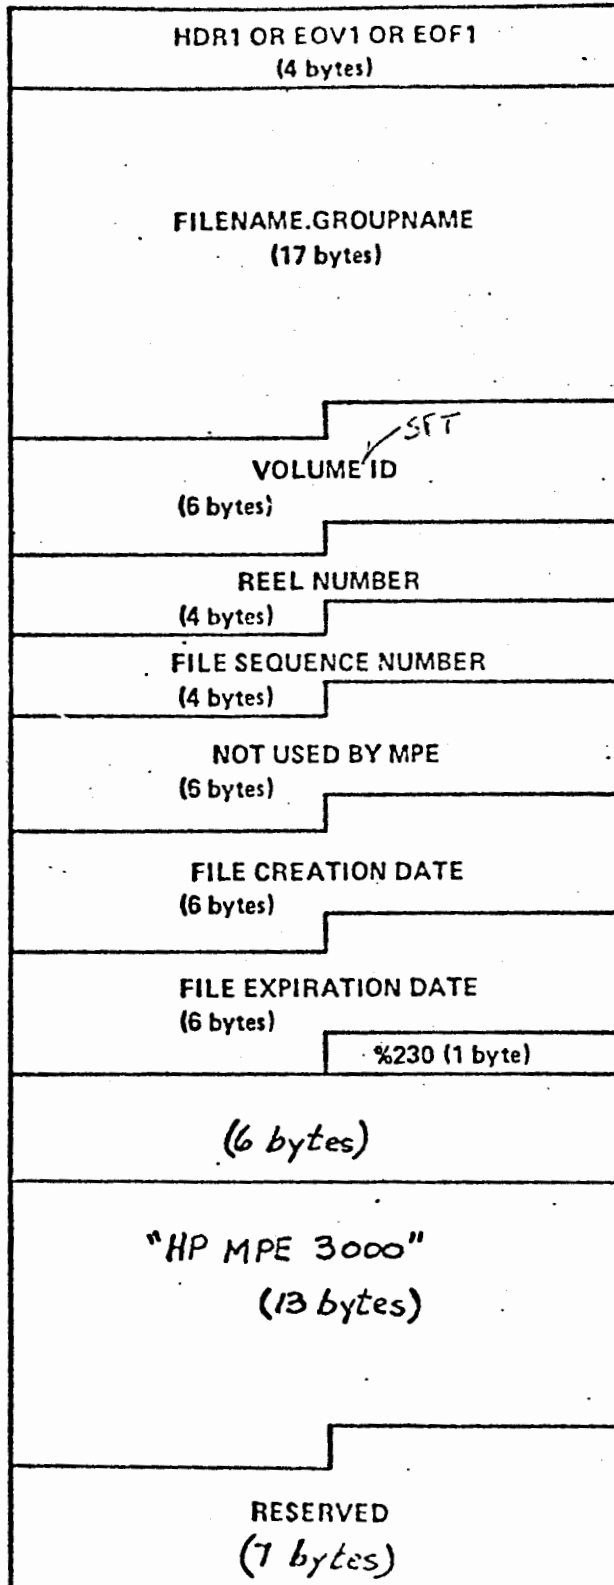 HDR1 OR EOV1 OR EOF1
(4 bytes)
FILENAME.GROUPNAME
(17 bytes)
SFT
VOLUME ID
(6 bytes)
REEL NUMBER
(4 bytes)
FILE SEQUENCE NUMBER
(4 bytes)
NOT USED BY MPE
(6 bytes)
FILE CREATION DATE
(6 bytes)
FILE EXPIRATION DATE
(6 bytes)
%230 (1 byte)
(6 bytes)
"HP MPE 3000"
(13 bytes)
RESERVED
(7 bytes)